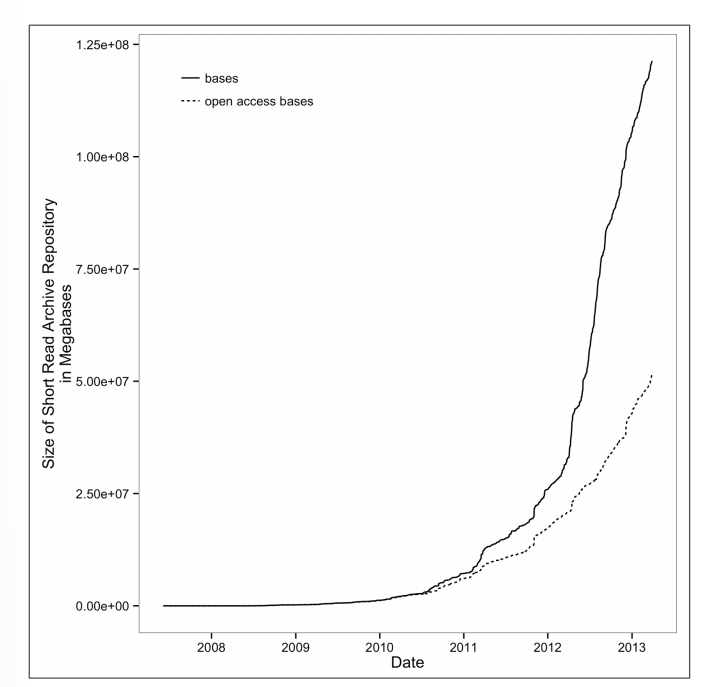 1.25e+08
bases
open access bases
1.00e+08
7.50e+07
5.00e+07
2.50e+07
0.00e+00
Size of Short Read Archive Repository
in Megabases
2008 2009 2010 2011 2012 2013
Date